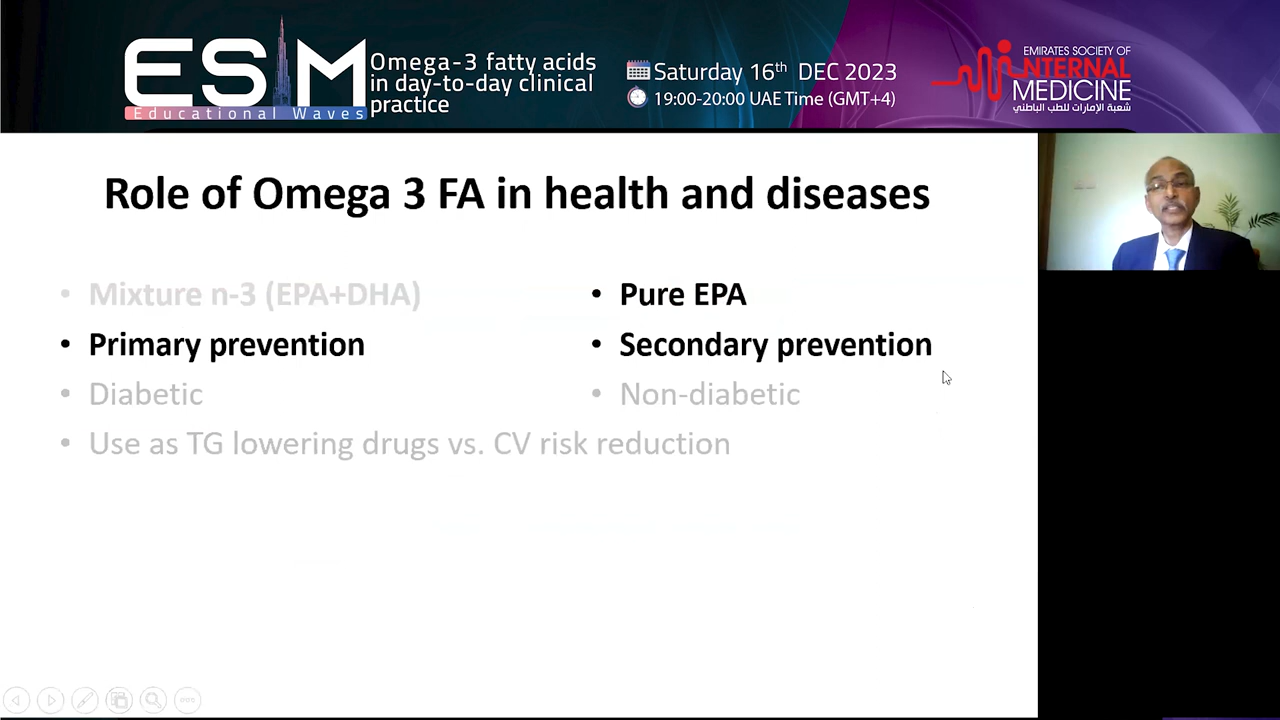 ESIM
Educational Waves
Omega-3 fatty acids
in day-to-day clinical
practice
Saturday 16th DEC 2023
19:00-20:00 UAE Time (GMT+4)
EMIRATES SOCIETY OF
INTERNAL
MEDICINE
شعبة الإمارات للطب الباطني
Role of Omega 3 FA in health and diseases
• Mixture n-3 (EPA+DHA)
• Primary prevention
• Diabetic
• Use as TG lowering drugs vs. CV risk reduction
• Pure EPA
• Secondary prevention
• Non-diabetic